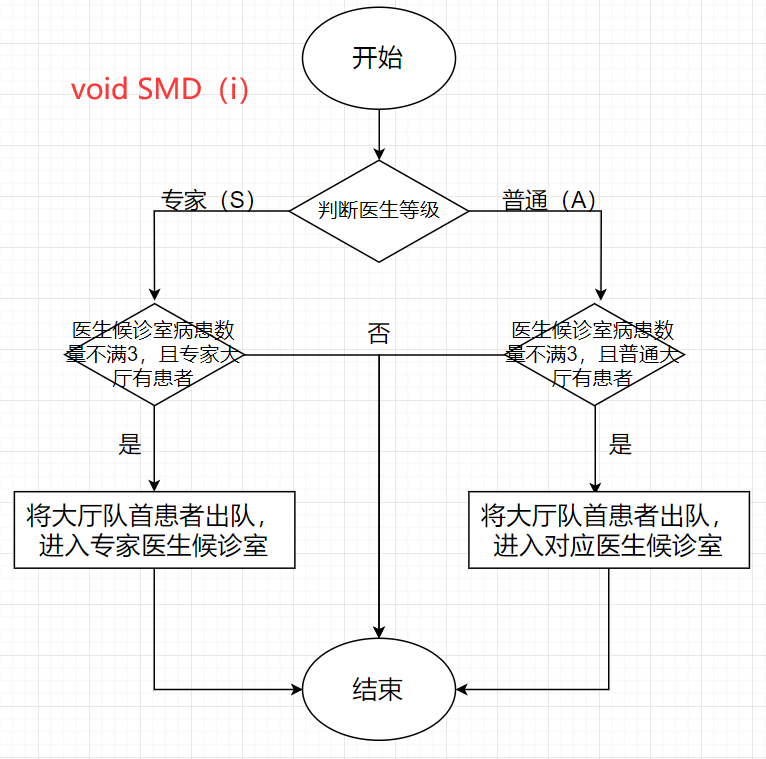 开始
void SMD（i）
专家（S）
判断医生等级
普通（A）
医生候诊室病患数
量不满3，且专家大
厅有患者
否
医生候诊室病患数
量不满3，且普通大
厅有患者
是
是
将大厅队首患者出队，
进入专家医生候诊室
将大厅队首患者出队，
进入对应医生候诊室
结束